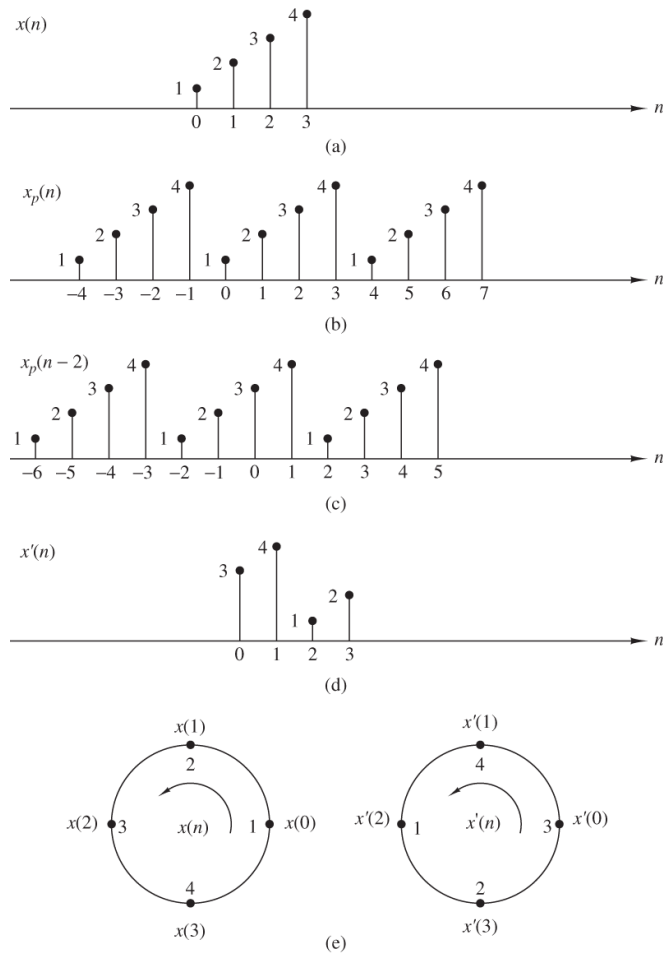 x(n)
1 2 3 4
n
0 1 2 3
(a)
x_p(n)
1 2 3 4 1 2 3 4 1 2 3 4
n
−4 −3 −2 −1 0 1 2 3 4 5 6 7
(b)
x_p(n − 2)
1 2 3 4 1 2 3 4 1 2 3 4
n
−6 −5 −4 −3 −2 −1 0 1 2 3 4 5
(c)
x′(n)
3 4 1 2
n
0 1 2 3
(d)
x(1)
2
x(2) 3 x(n) 1 x(0)
4
x(3)
x′(1)
4
x′(2) 1 x′(n) 3 x′(0)
2
x′(3)
(e)